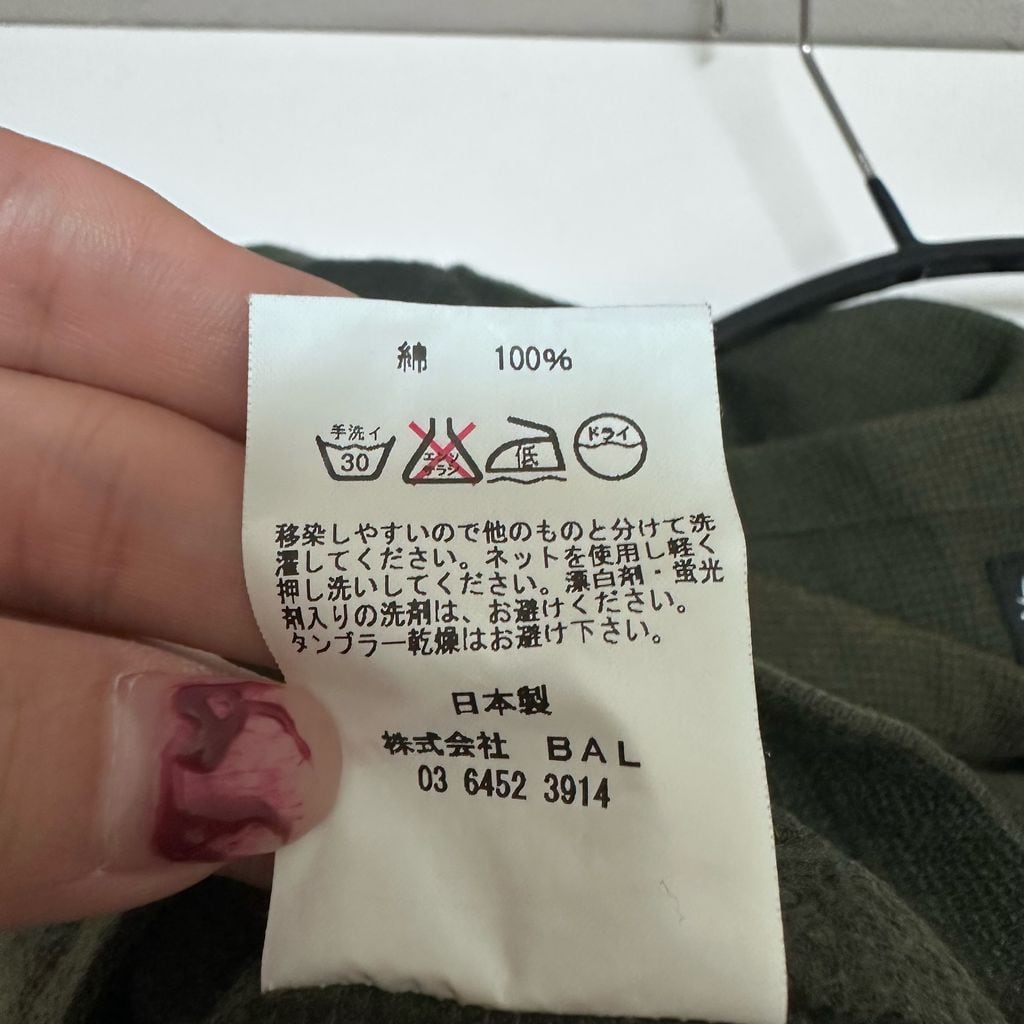 綿 100%
手洗イ 30 エンソサラシ 低 ドライ
移染しやすいので他のものと分けて洗
濯してください。ネットを使用し軽く
押し洗いしてください。漂白剤・蛍光
剤入りの洗剤は、お避けください。
タンブラー乾燥はお避け下さい。
日本製
株式会社 BAL
03 6452 3914